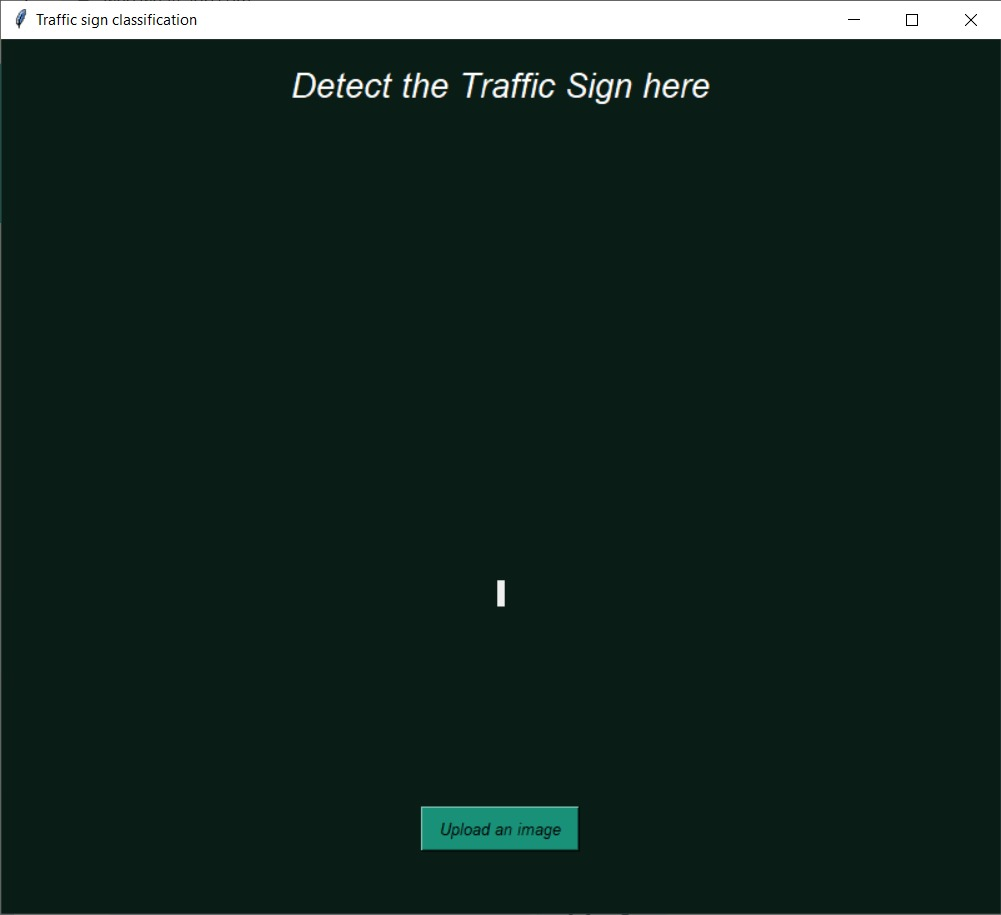 Traffic sign classification
Detect the Traffic Sign here
Upload an image